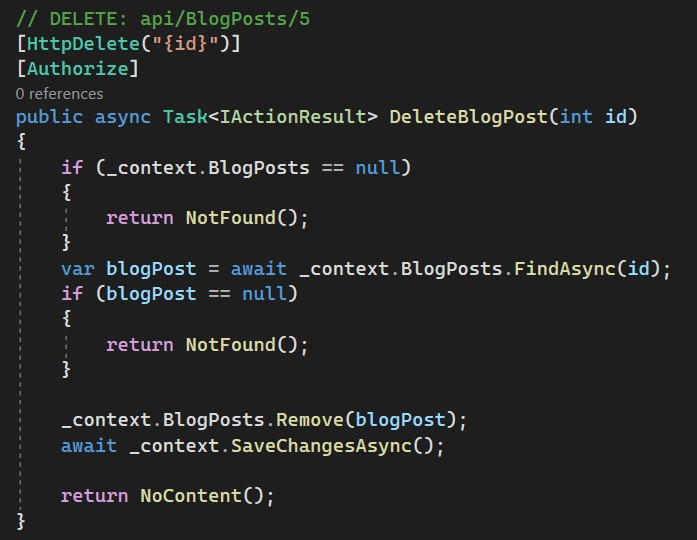 // DELETE: api/BlogPosts/5
[HttpDelete("{id}")]
[Authorize]
0 references
public async Task<IActionResult> DeleteBlogPost(int id)
{
if (_context.BlogPosts == null)
{
return NotFound();
}
var blogPost = await _context.BlogPosts.FindAsync(id);
if (blogPost == null)
{
return NotFound();
}
_context.BlogPosts.Remove(blogPost);
await _context.SaveChangesAsync();
return NoContent();
}